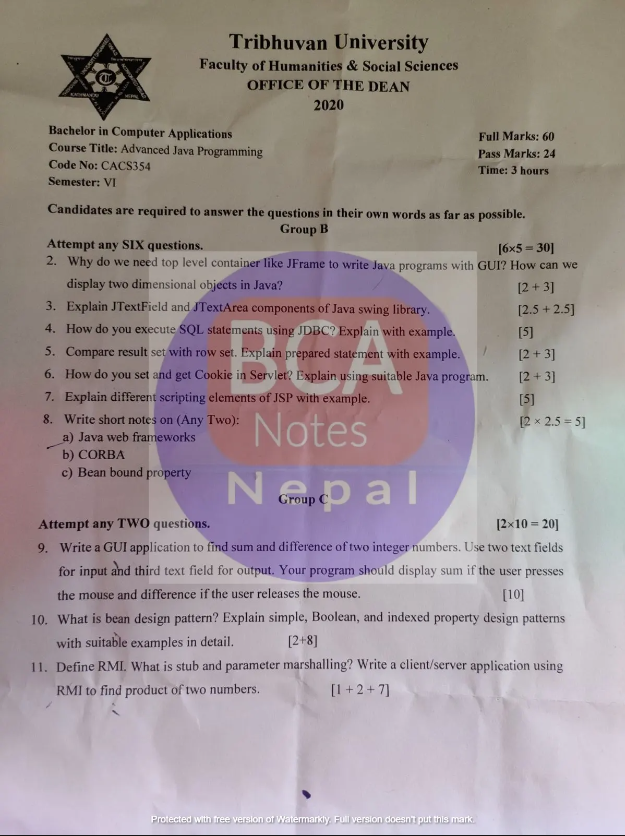 Tribhuvan University
Faculty of Humanities & Social Sciences
OFFICE OF THE DEAN
2020
Bachelor in Computer Applications
Course Title: Advanced Java Programming
Code No: CACS354
Semester: VI
Full Marks: 60
Pass Marks: 24
Time: 3 hours
Candidates are required to answer the questions in their own words as far as possible.
Group B
Attempt any SIX questions. [6x5 = 30]
2. Why do we need top level container like JFrame to write Java programs with GUI? How can we
display two dimensional objects in Java? [2 + 3]
3. Explain JTextField and JTextArea components of Java swing library. [2.5 + 2.5]
4. How do you execute SQL statements using JDBC? Explain with example. [5]
5. Compare result set with row set. Explain prepared statement with example. [2 + 3]
6. How do you set and get Cookie in Servlet? Explain using suitable Java program. [2 + 3]
7. Explain different scripting elements of JSP with example. [5]
8. Write short notes on (Any Two): [2 × 2.5 = 5]
a) Java web frameworks
b) CORBA
c) Bean bound property
BCA
Notes
Nepal
Group C
Attempt any TWO questions. [2×10 = 20]
9. Write a GUI application to find sum and difference of two integer numbers. Use two text fields
for input and third text field for output. Your program should display sum if the user presses
the mouse and difference if the user releases the mouse. [10]
10. What is bean design pattern? Explain simple, Boolean, and indexed property design patterns
with suitable examples in detail. [2+8]
11. Define RMI. What is stub and parameter marshalling? Write a client/server application using
RMI to find product of two numbers. [1 + 2 + 7]
Protected with free version of Watermarkly. Full version doesn't put this mark.